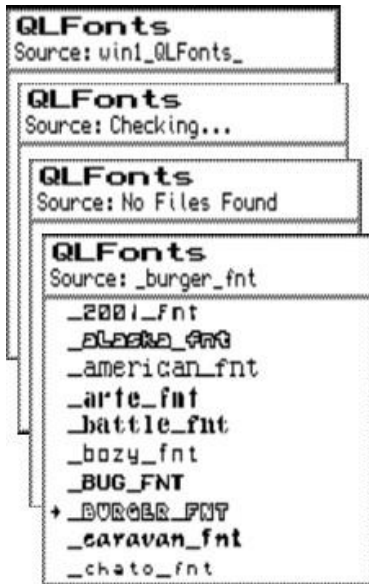 QLFonts
Source: win1_QLFonts_
QLFonts
Source: Checking...
QLFonts
Source: No Files Found
QLFonts
Source: _burger_fnt
_2001_fnt
_alaska_fnt
_american_fnt
_arte_fnt
_battle_fnt
_bozy_fnt
_BUG_FNT
_BURGER_FNT
_caravan_fnt
_chato_fnt